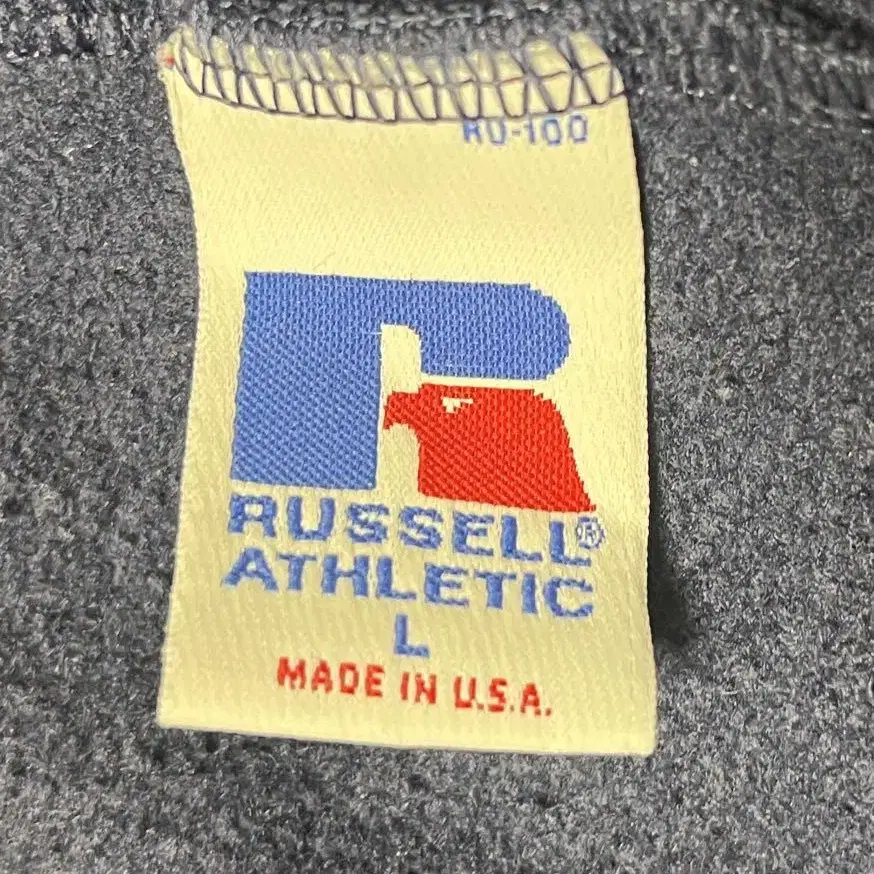 RU-100
RUSSELL®
ATHLETIC
L
MADE IN U.S.A.